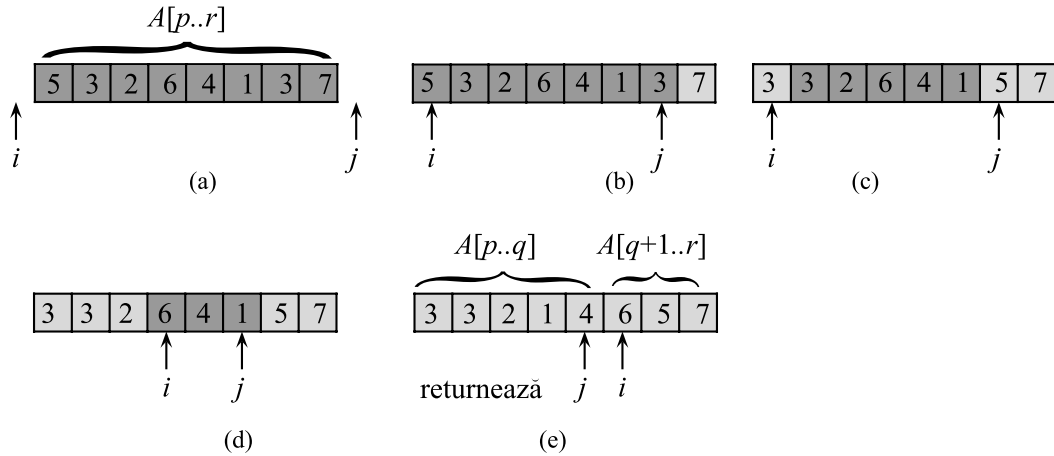 A[p..r]
5 3 2 6 4 1 3 7
i j
(a)
5 3 2 6 4 1 3 7
i j
(b)
3 3 2 6 4 1 5 7
i j
(c)
3 3 2 6 4 1 5 7
i j
(d)
A[p..q] A[q+1..r]
3 3 2 1 4 6 5 7
returnează j i
(e)